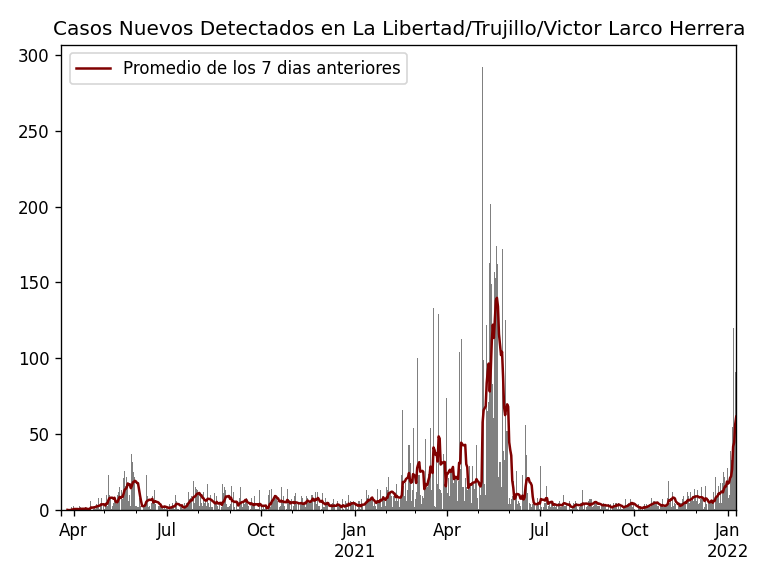 Casos Nuevos Detectados en La Libertad/Trujillo/Victor Larco Herrera
Promedio de los 7 dias anteriores
300
250
200
150
100
50
0
Apr Jul Oct Jan Apr Jul Oct Jan
2021 2022